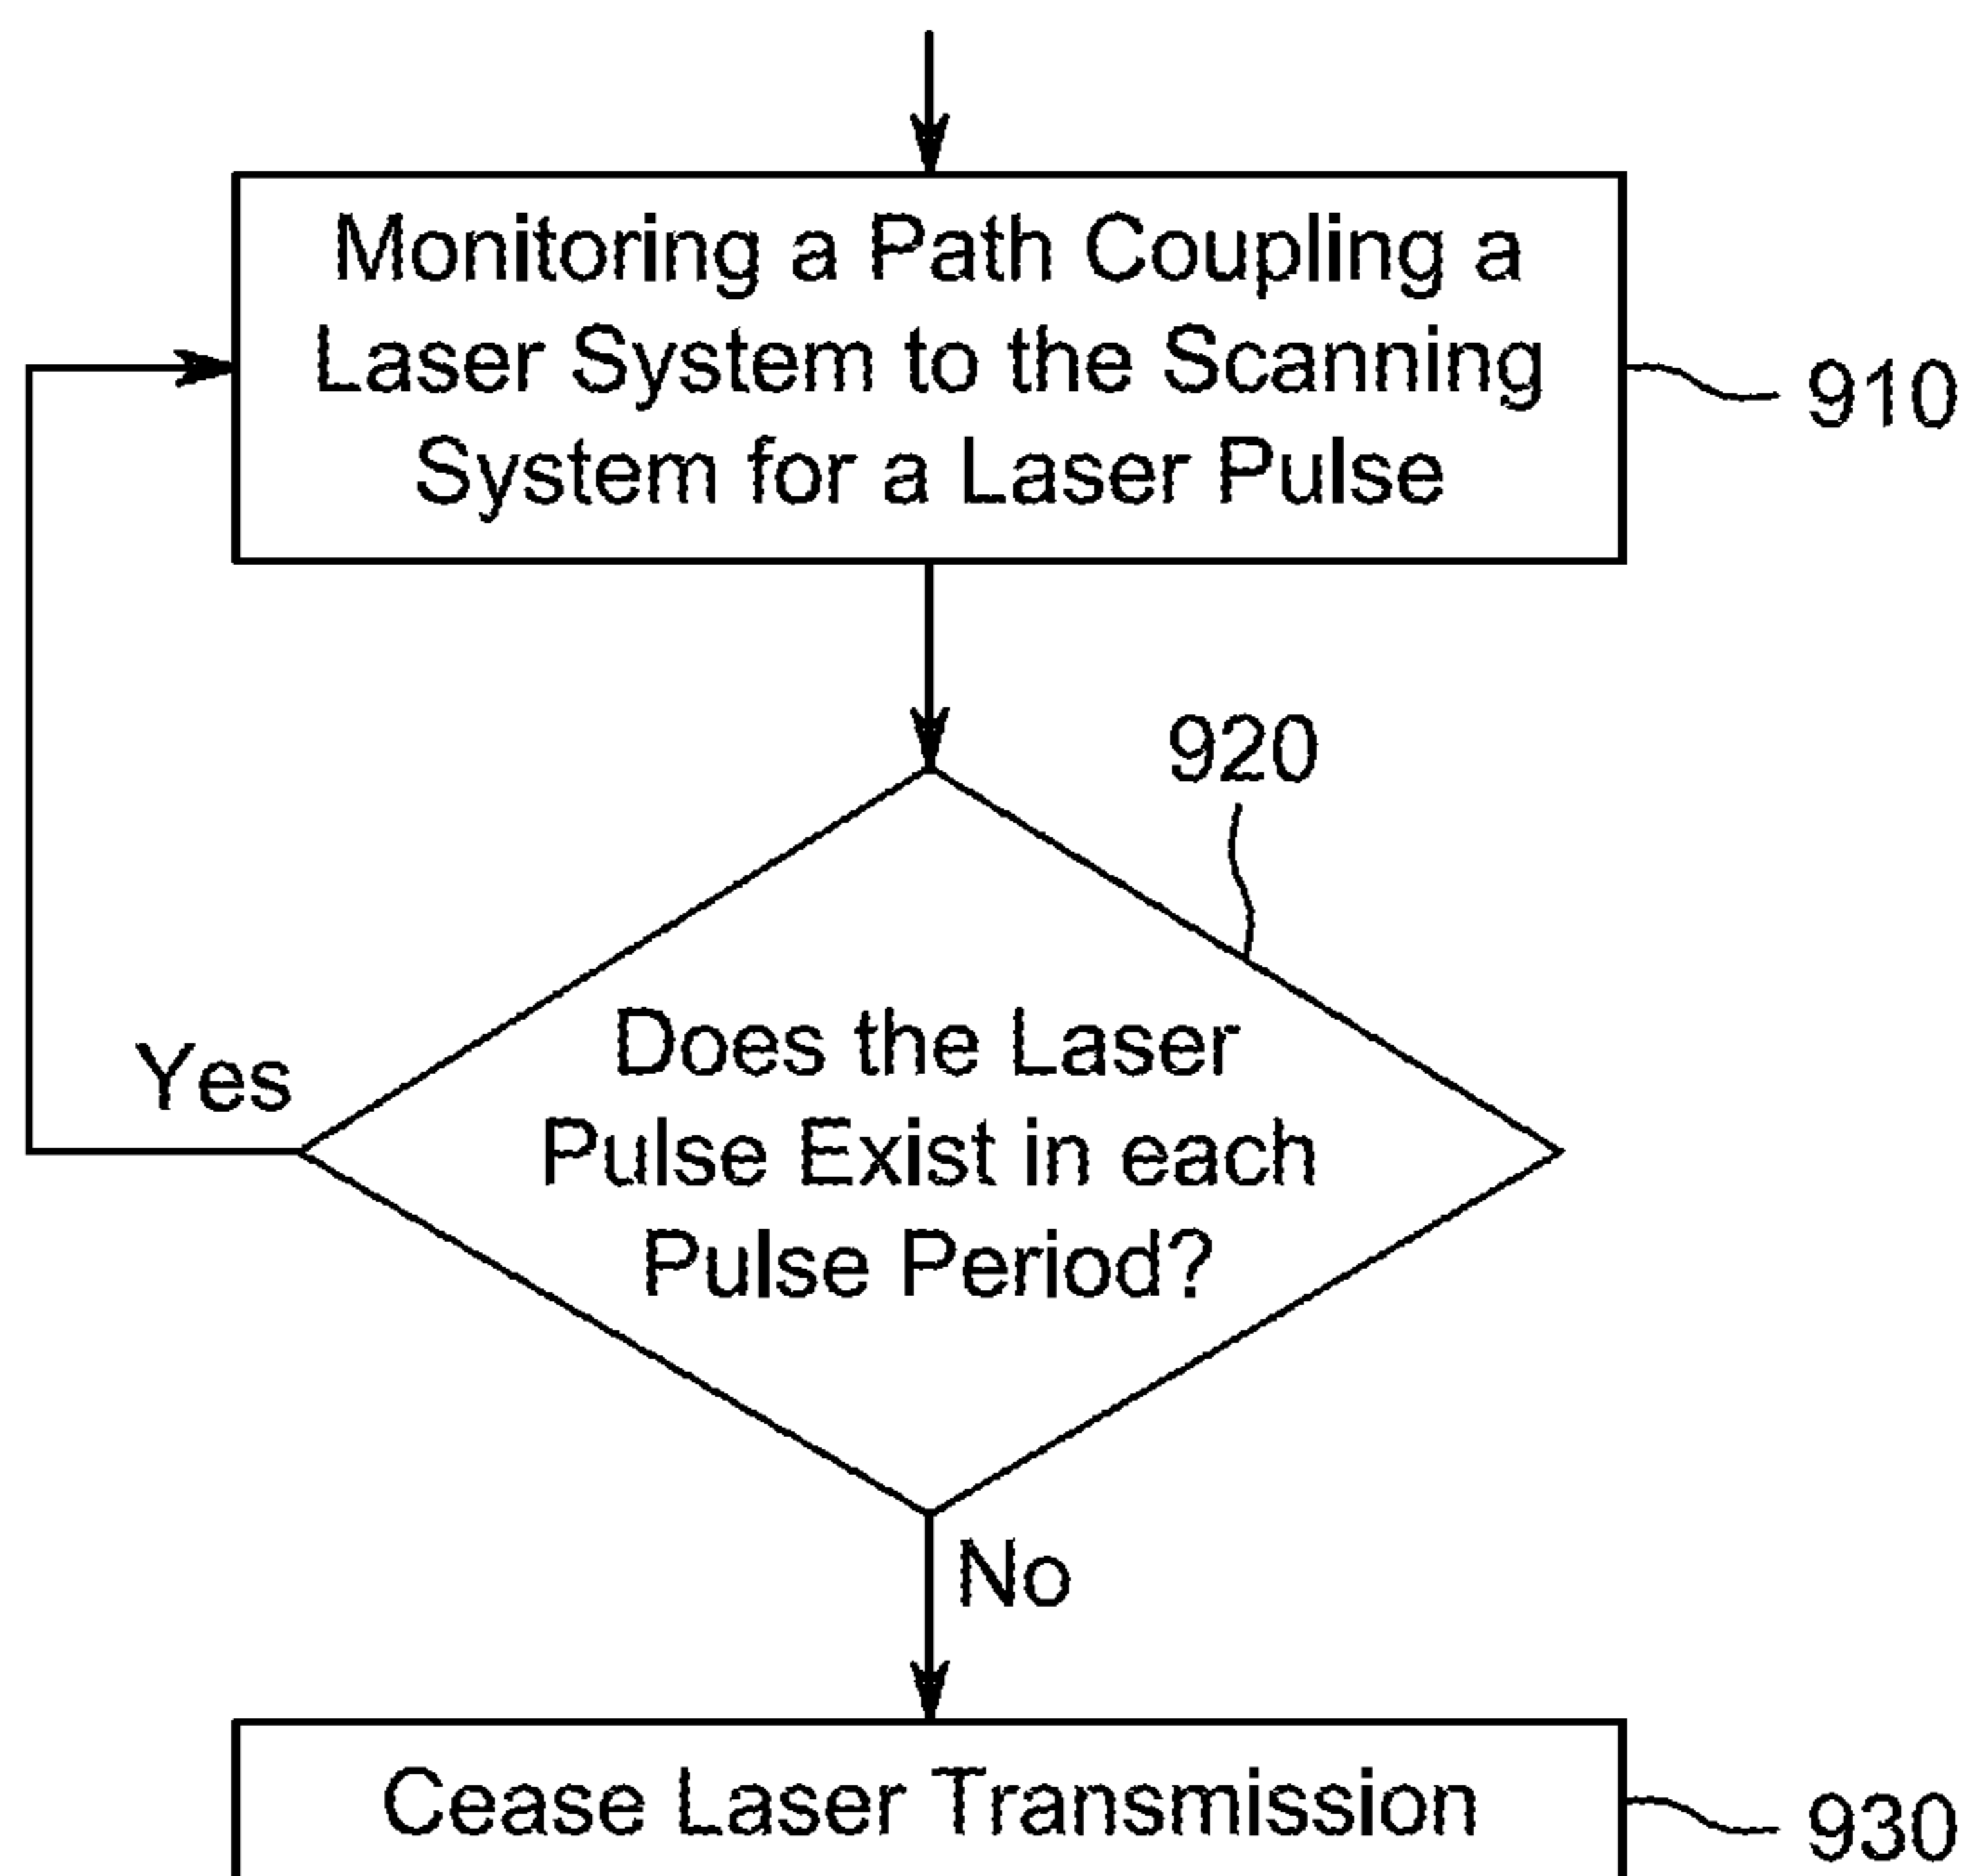 Monitoring a Path Coupling a
Laser System to the Scanning
System for a Laser Pulse
910
920
Does the Laser
Pulse Exist in each
Pulse Period?
Yes
No
Cease Laser Transmission
930